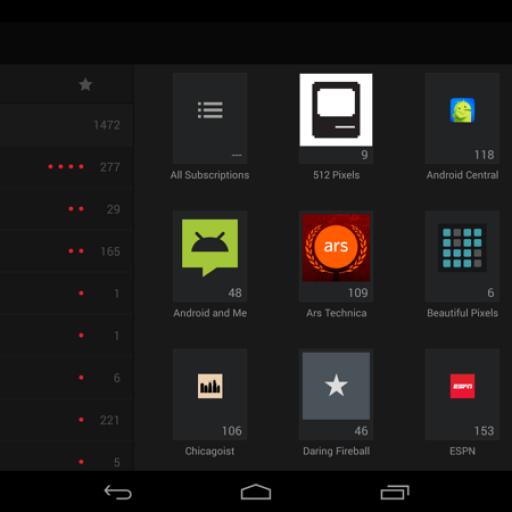 1472
277
29
165
1
1
6
221
5
---
All Subscriptions
9
512 Pixels
118
Android Central
48
Android and Me
ars
109
Ars Technica
6
Beautiful Pixels
106
Chicagoist
46
Daring Fireball
ESPN
153
ESPN